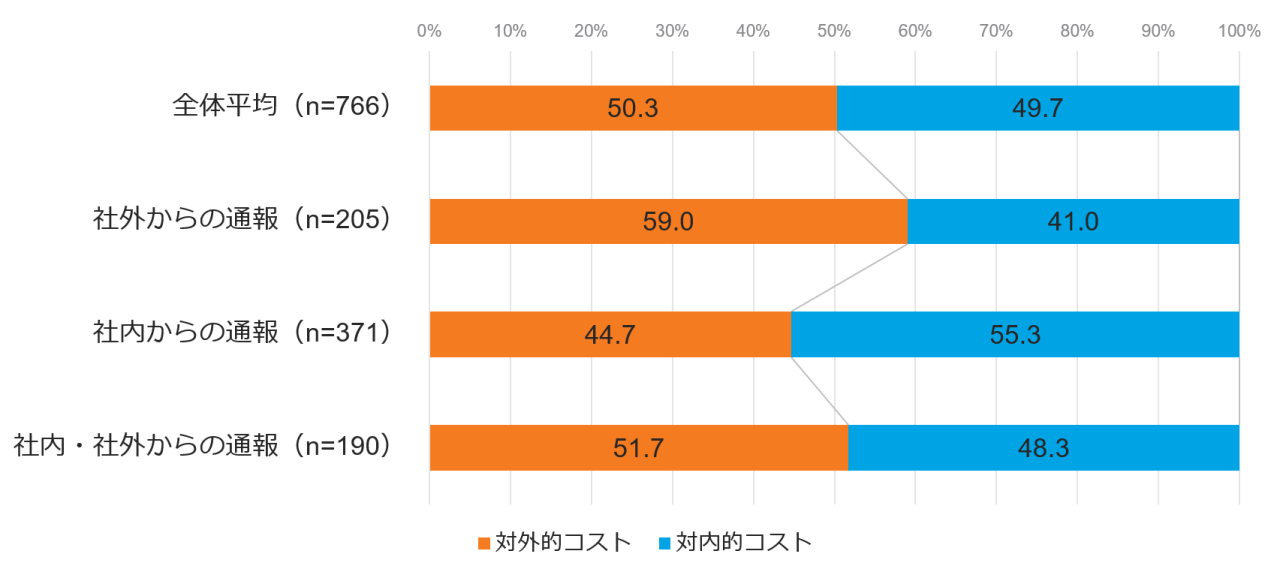 0% 10% 20% 30% 40% 50% 60% 70% 80% 90% 100%
全体平均（n=766） 50.3 49.7
社外からの通報（n=205） 59.0 41.0
社内からの通報（n=371） 44.7 55.3
社内・社外からの通報（n=190） 51.7 48.3
対外的コスト 対内的コスト